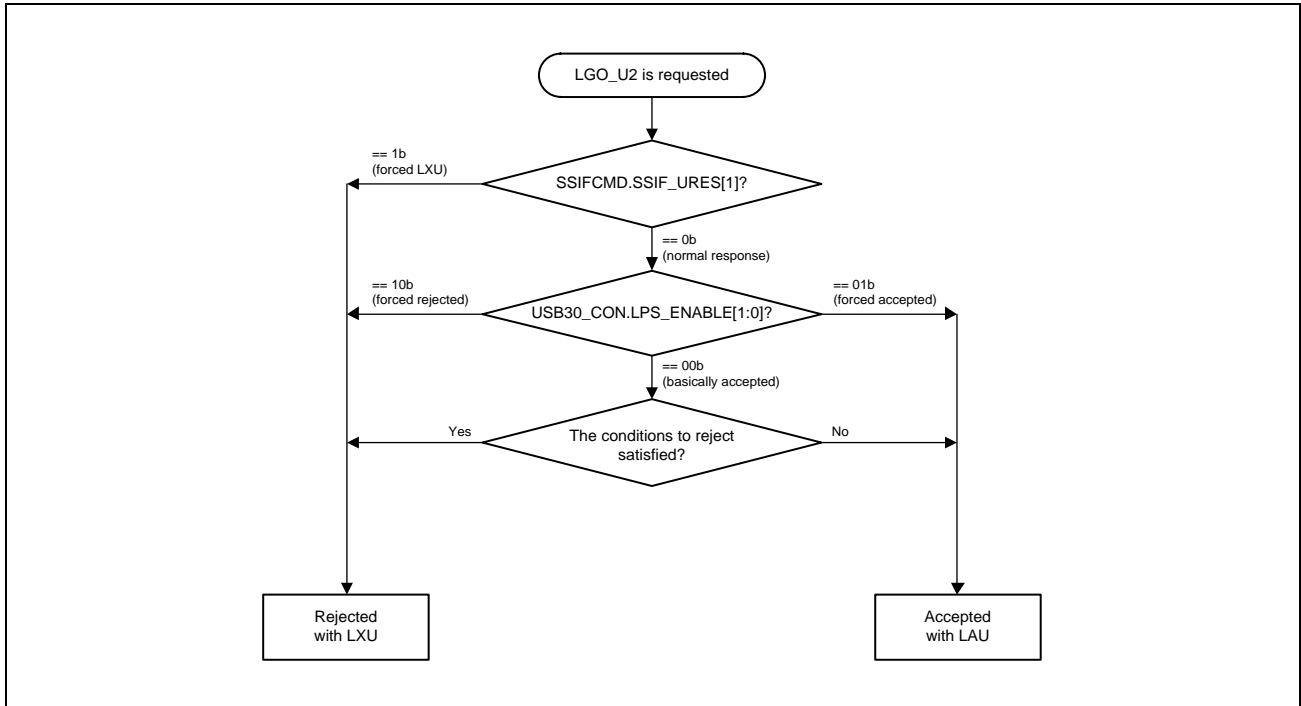 LGO_U2 is requested
== 1b
(forced LXU)
SSIFCMD.SSIF_URES[1]?
== 0b
(normal response)
== 10b
(forced rejected)
== 01b
(forced accepted)
USB30_CON.LPS_ENABLE[1:0]?
== 00b
(basically accepted)
Yes
The conditions to reject
satisfied?
No
Rejected
with LXU
Accepted
with LAU